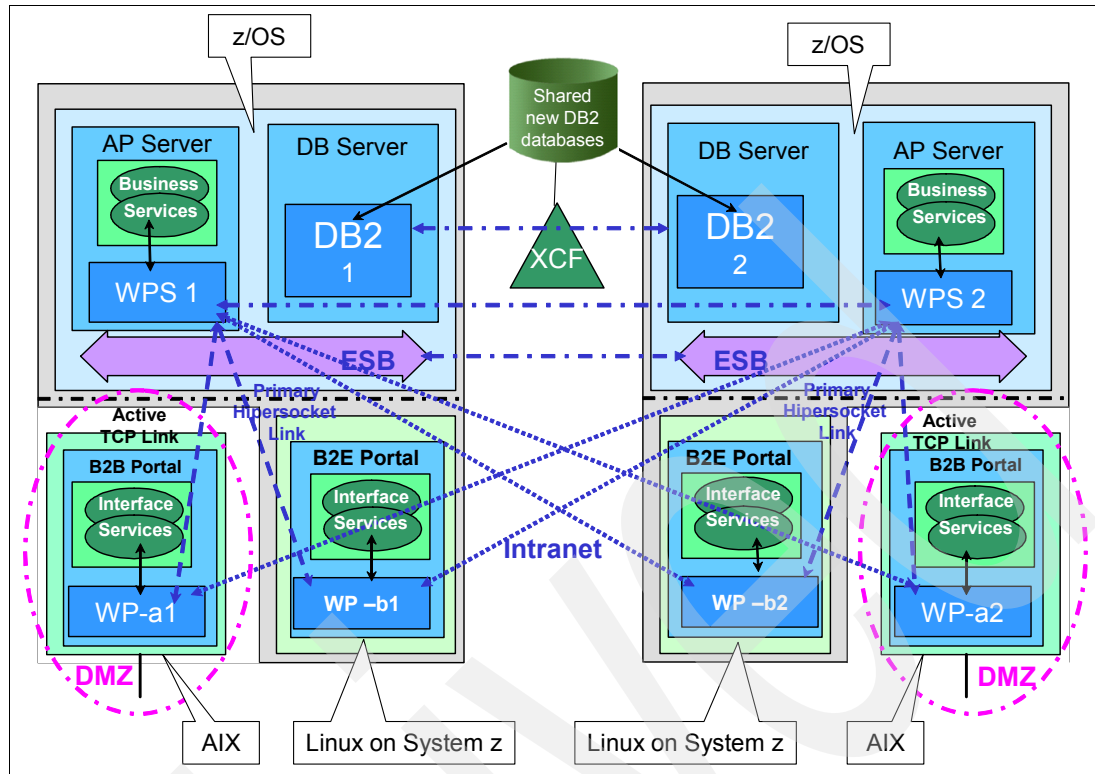 z/OS
z/OS
Shared
new DB2
databases
AP Server
DB Server
DB Server
AP Server
Business
Services
Business
Services
DB2
1
DB2
2
XCF
WPS 1
WPS 2
ESB
ESB
Primary
Hipersocket
Link
Primary
Hipersocket
Link
Active
TCP Link
Active
TCP Link
B2B Portal
B2E Portal
B2E Portal
B2B Portal
Interface
Services
Interface
Services
Interface
Services
Interface
Services
Intranet
WP-a1
WP –b1
WP –b2
WP-a2
DMZ
DMZ
AIX
Linux on System z
Linux on System z
AIX